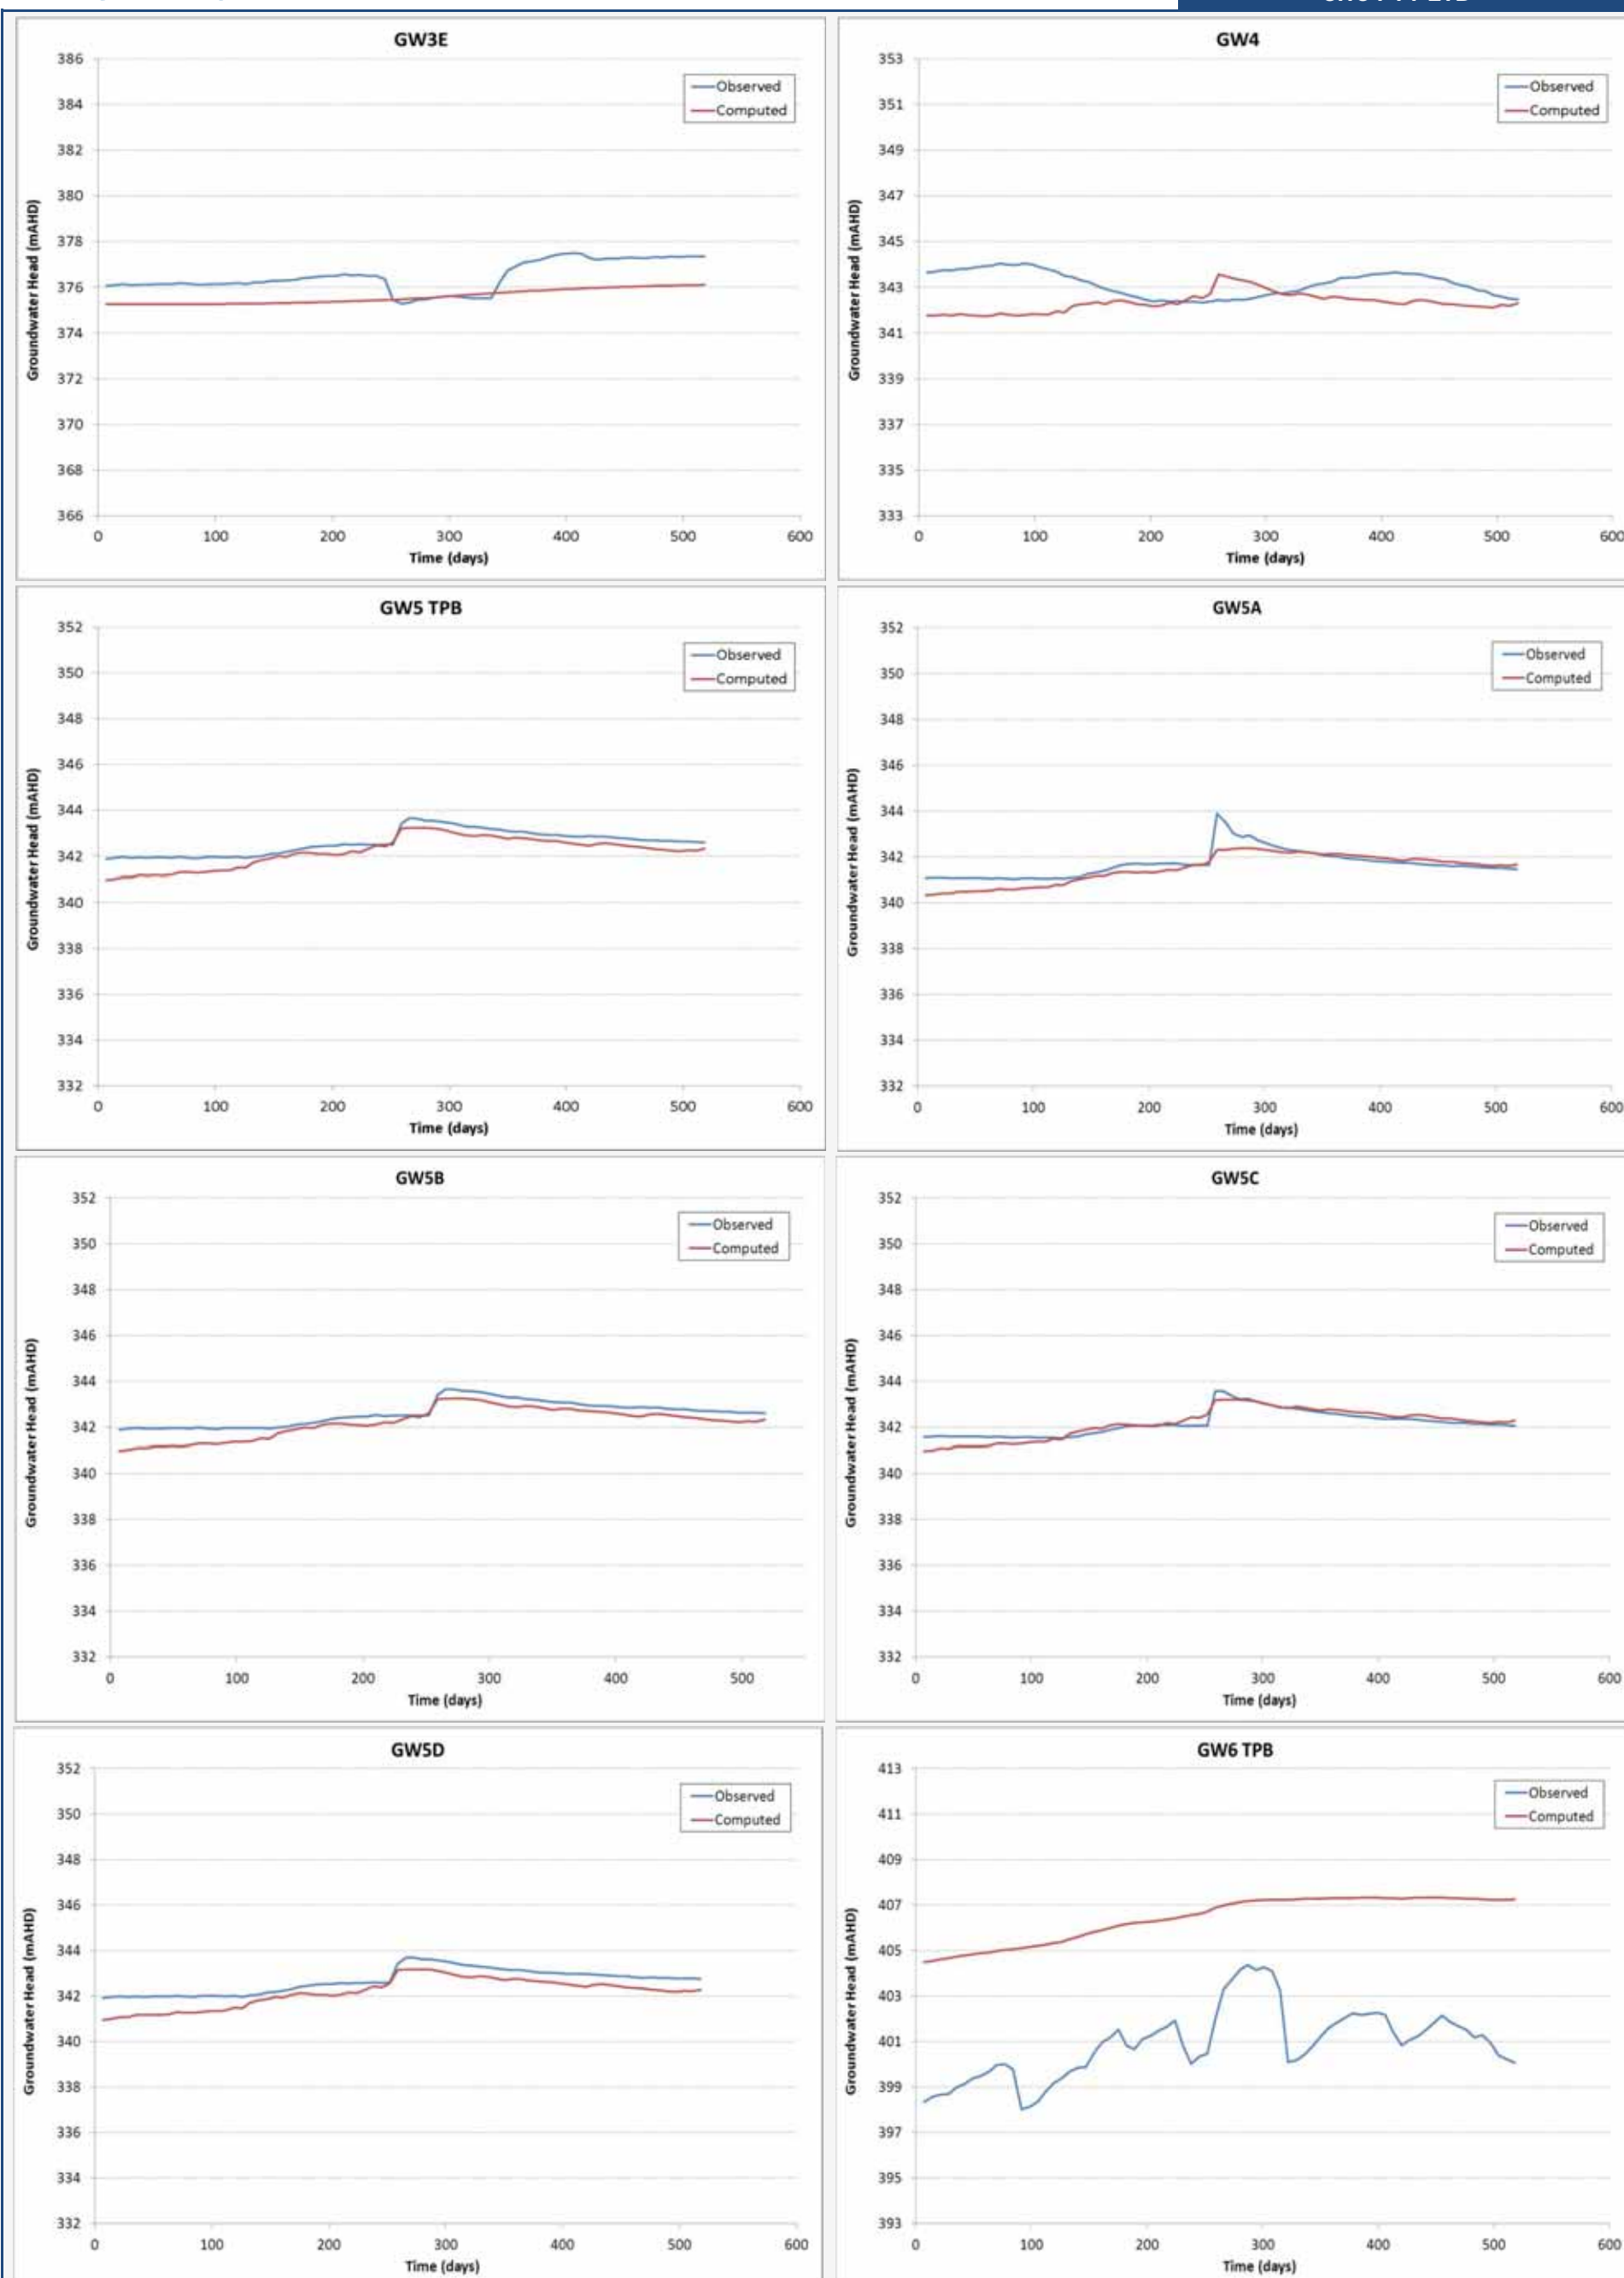 GW3E
386
384
382
380
378
376
374
372
370
368
366
Groundwater Head (mAHD)
Observed
Computed
0 100 200 300 400 500 600
Time (days)
GW4
353
351
349
347
345
343
341
339
337
335
333
Groundwater Head (mAHD)
Observed
Computed
0 100 200 300 400 500 600
Time (days)
GW5 TPB
352
350
348
346
344
342
340
338
336
334
332
Groundwater Head (mAHD)
Observed
Computed
0 100 200 300 400 500 600
Time (days)
GW5A
352
350
348
346
344
342
340
338
336
334
332
Groundwater Head (mAHD)
Observed
Computed
0 100 200 300 400 500 600
Time (days)
GW5B
352
350
348
346
344
342
340
338
336
334
332
Groundwater Head (mAHD)
Observed
Computed
0 100 200 300 400 500
Time (days)
GW5C
352
350
348
346
344
342
340
338
336
334
332
Groundwater Head (mAHD)
Observed
Computed
0 100 200 300 400 500 600
Time (days)
GW5D
352
350
348
346
344
342
340
338
336
334
332
Groundwater Head (mAHD)
Observed
Computed
0 100 200 300 400 500 600
Time (days)
GW6 TPB
413
411
409
407
405
403
401
399
397
395
393
Groundwater Head (mAHD)
Observed
Computed
0 100 200 300 400 500 600
Time (days)